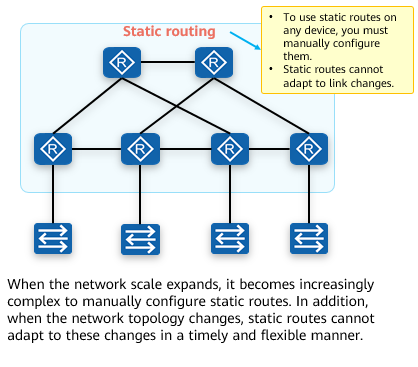 Static routing
• To use static routes on
any device, you must
manually configure
them.
• Static routes cannot
adapt to link changes.
R
R
R
R
R
R
When the network scale expands, it becomes increasingly
complex to manually configure static routes. In addition,
when the network topology changes, static routes cannot
adapt to these changes in a timely and flexible manner.